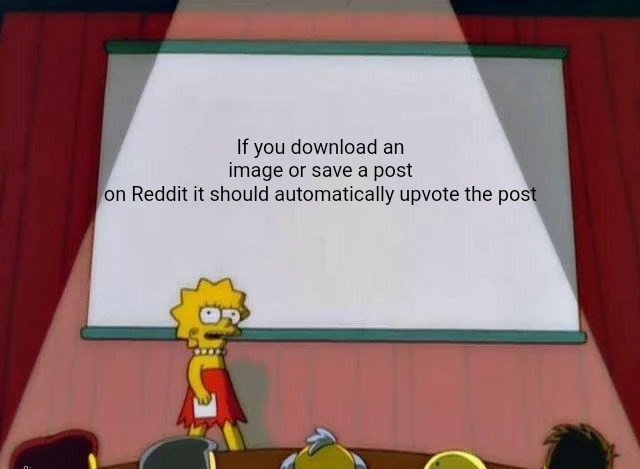 If you download an
image or save a post
on Reddit it should automatically upvote the post